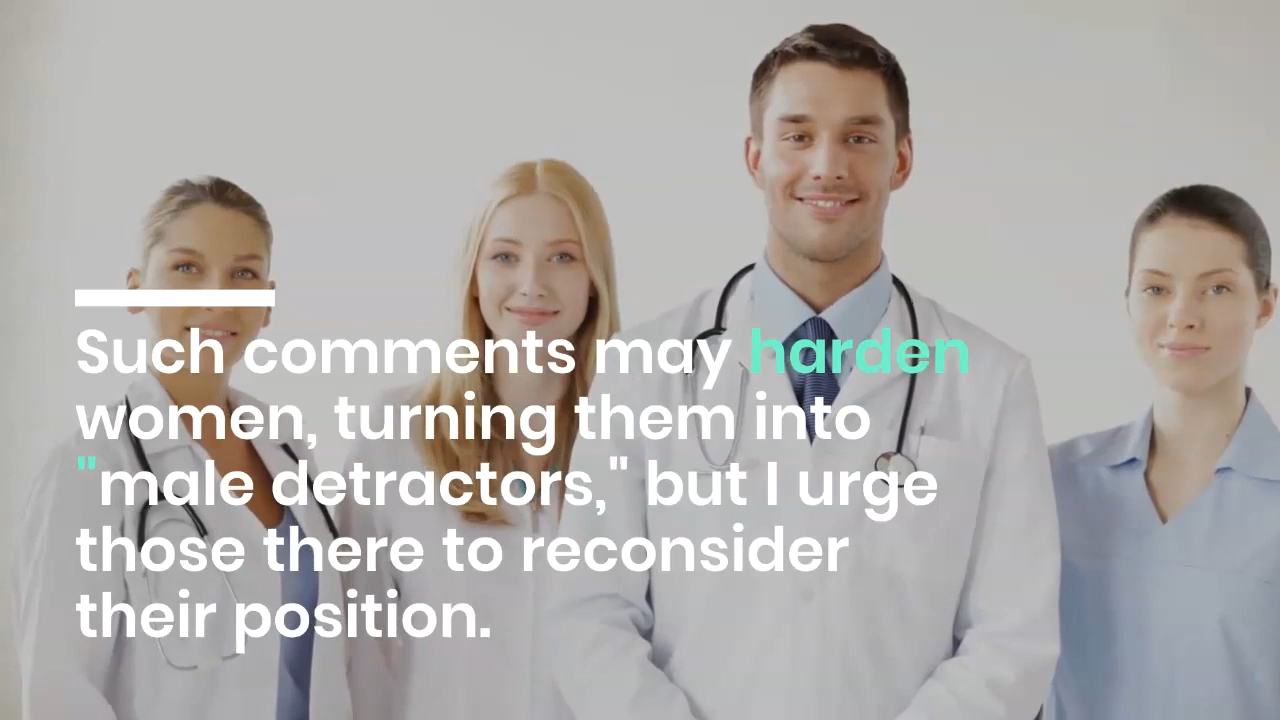 Such comments may harden
women, turning them into
"male detractors," but I urge
those there to reconsider
their position.